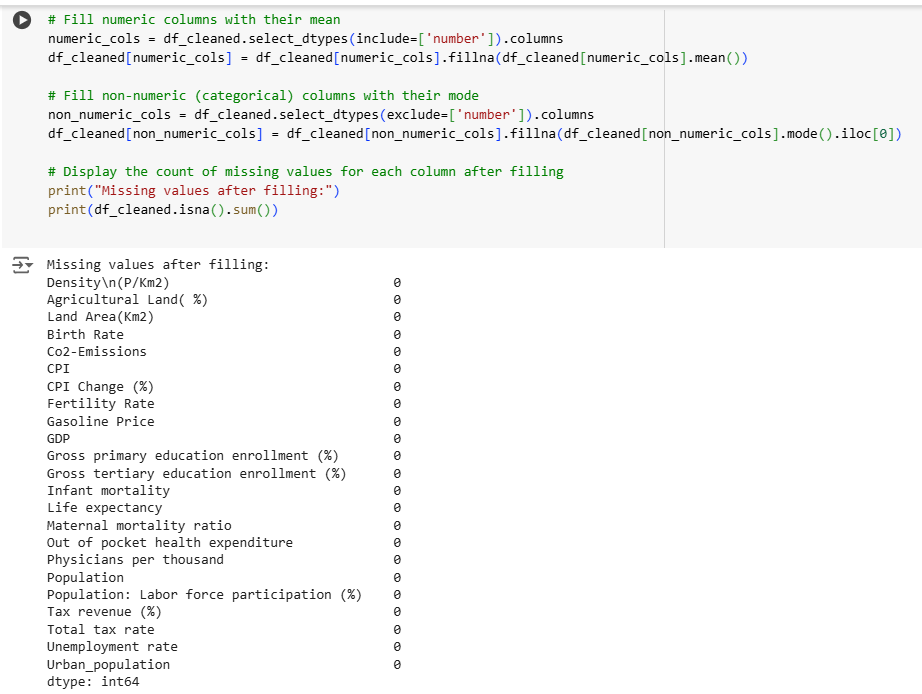 # Fill numeric columns with their mean
numeric_cols = df_cleaned.select_dtypes(include=['number']).columns
df_cleaned[numeric_cols] = df_cleaned[numeric_cols].fillna(df_cleaned[numeric_cols].mean())
# Fill non-numeric (categorical) columns with their mode
non_numeric_cols = df_cleaned.select_dtypes(exclude=['number']).columns
df_cleaned[non_numeric_cols] = df_cleaned[non_numeric_cols].fillna(df_cleaned[non_numeric_cols].mode().iloc[0])
# Display the count of missing values for each column after filling
print("Missing values after filling:")
print(df_cleaned.isna().sum())
Missing values after filling:
Density\n(P/Km2) 0
Agricultural Land( %) 0
Land Area(Km2) 0
Birth Rate 0
Co2-Emissions 0
CPI 0
CPI Change (%) 0
Fertility Rate 0
Gasoline Price 0
GDP 0
Gross primary education enrollment (%) 0
Gross tertiary education enrollment (%) 0
Infant mortality 0
Life expectancy 0
Maternal mortality ratio 0
Out of pocket health expenditure 0
Physicians per thousand 0
Population 0
Population: Labor force participation (%) 0
Tax revenue (%) 0
Total tax rate 0
Unemployment rate 0
Urban_population 0
dtype: int64